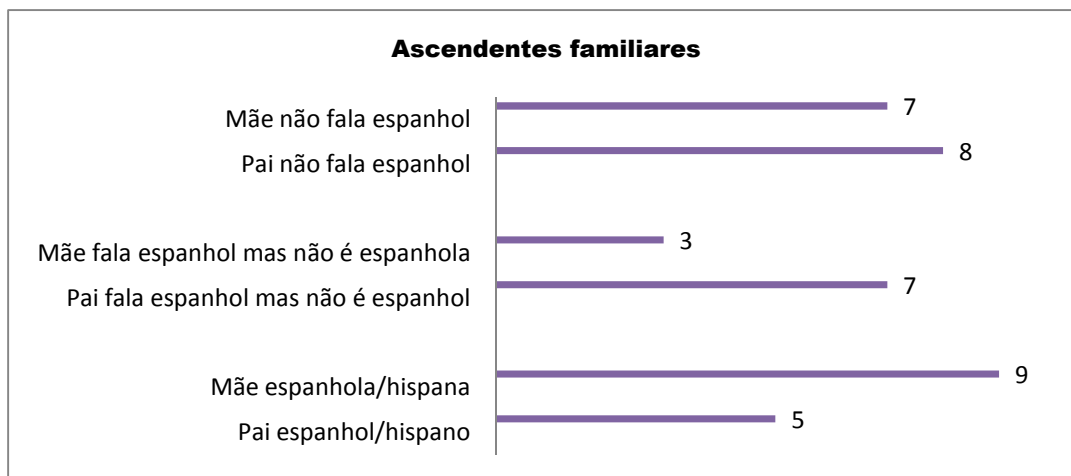 Ascendentes familiares
Mãe não fala espanhol 7
Pai não fala espanhol 8
Mãe fala espanhol mas não é espanhola 3
Pai fala espanhol mas não é espanhol 7
Mãe espanhola/hispana 9
Pai espanhol/hispano 5